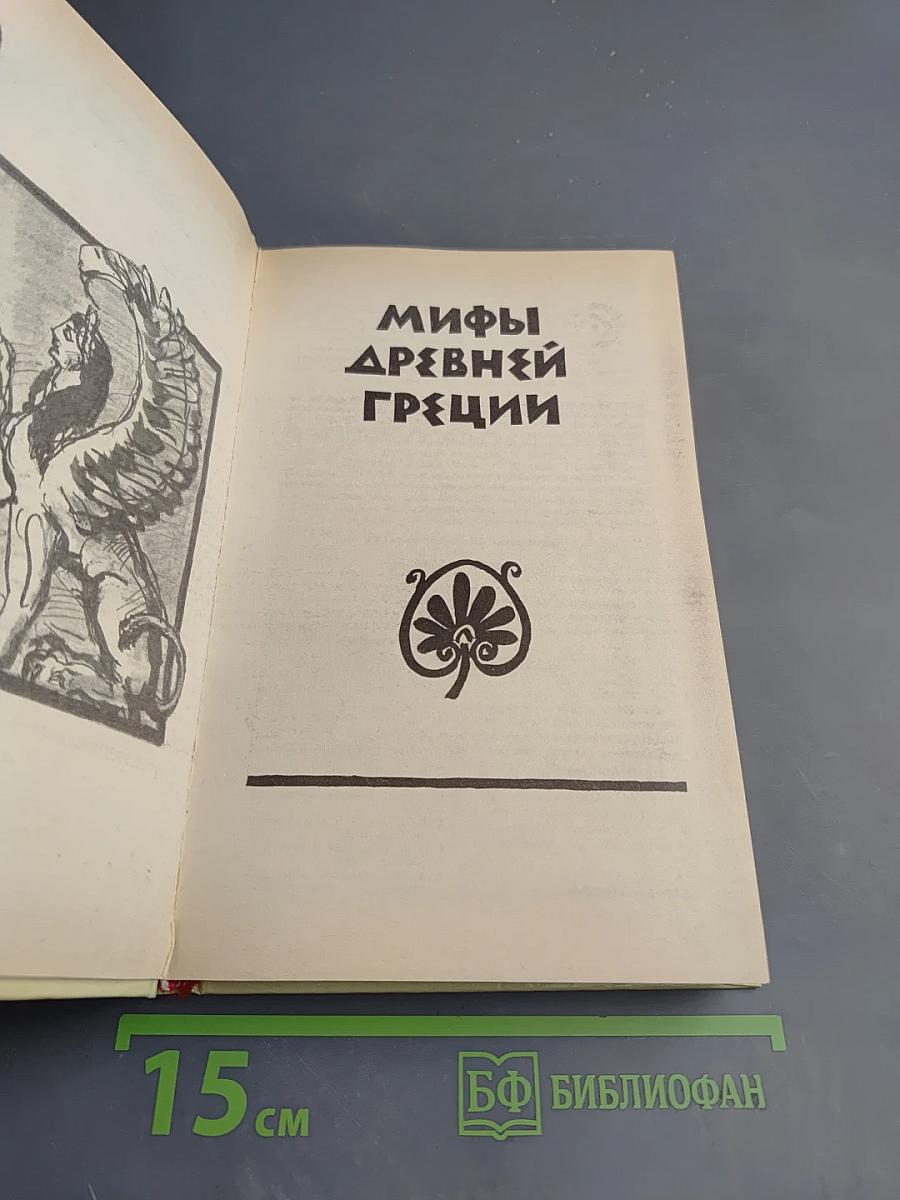 МИФЫ
ДРЕВНЕЙ
ГРЕЦИИ
15 см
БФ БИБЛИОФАН